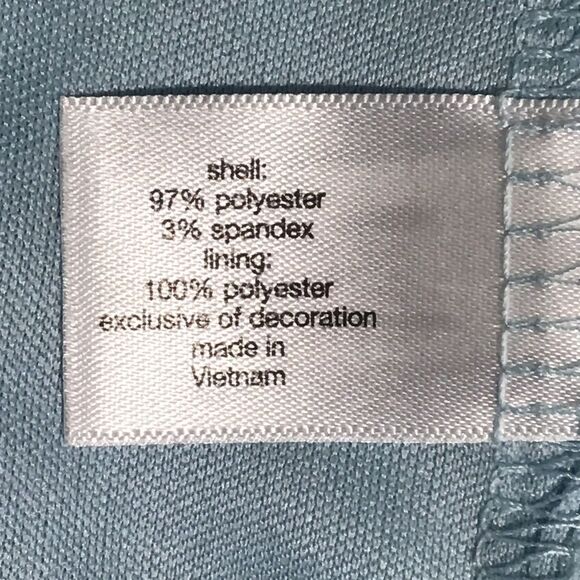 shell:
97% polyester
3% spandex
lining:
100% polyester
exclusive of decoration
made in
Vietnam